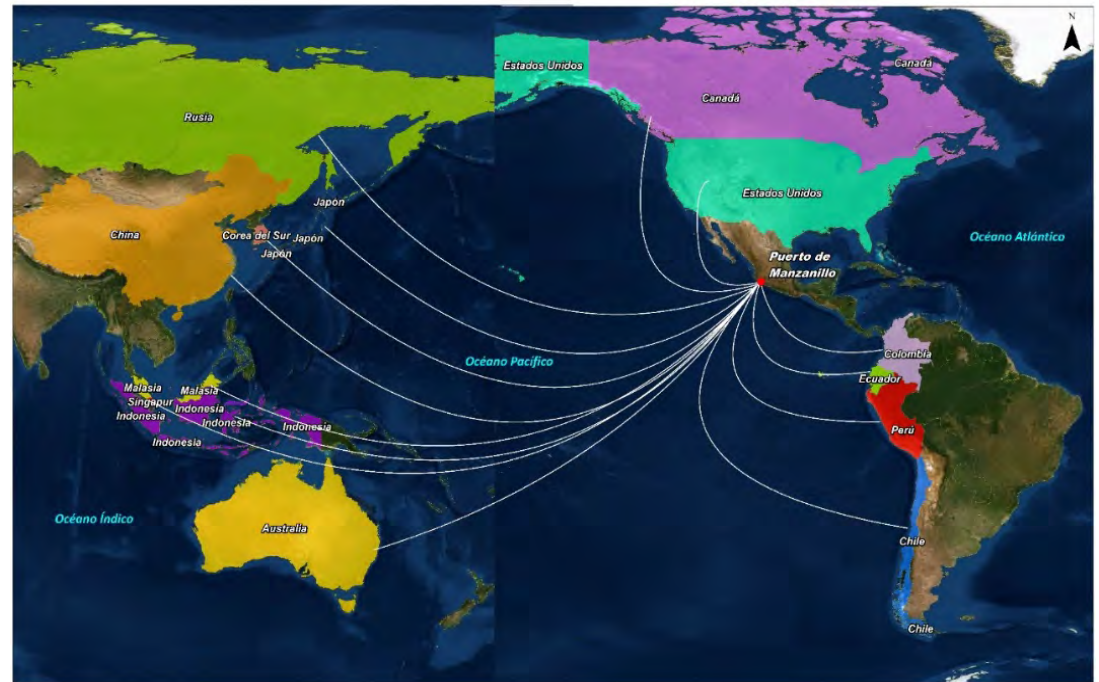 N
Estados Unidos
Canadá
Canadá
Rusia
Estados Unidos
Japón
China
Corea del Sur
Japón
Japón
Océano Atlántico
Puerto de
Manzanillo
Océano Pacífico
Colombia
Ecuador
Malasia
Malasia
Singapur
Indonesia
Indonesia
Indonesia
Indonesia
Indonesia
Perú
Océano Índico
Australia
Chile
Chile